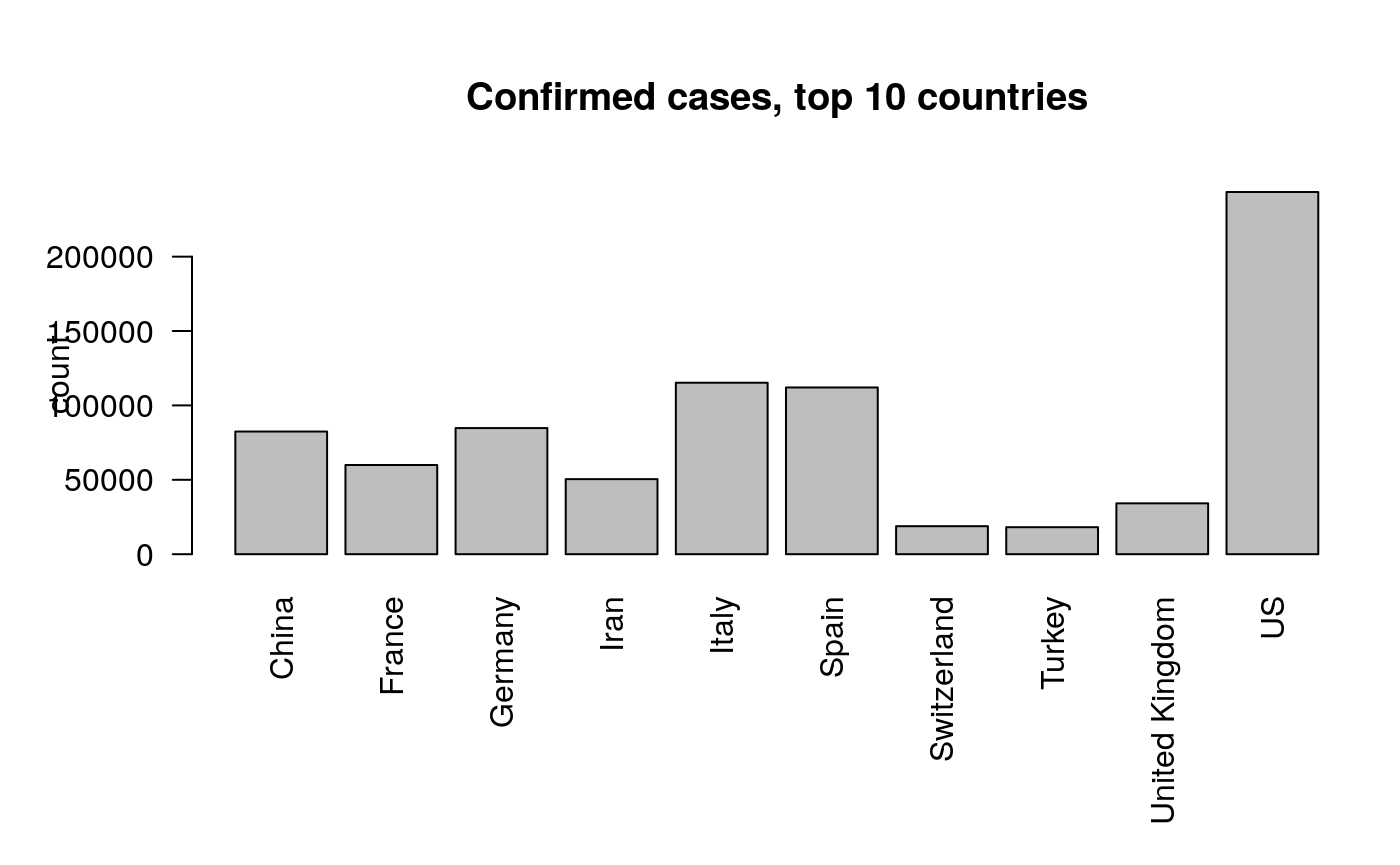 Confirmed cases, top 10 countries
200000
150000
100000
50000
0
count
China
France
Germany
Iran
Italy
Spain
Switzerland
Turkey
United Kingdom
US